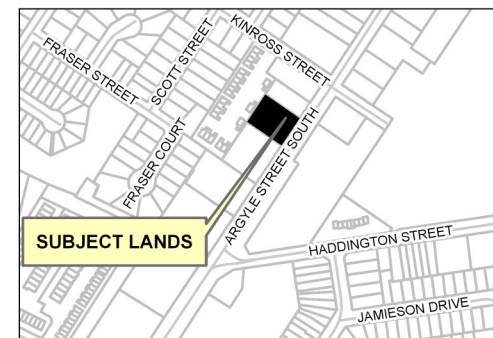 KINROSS STREET
SCOTT STREET
FRASER STREET
FRASER COURT
ARGYLE STREET SOUTH
SUBJECT LANDS
HADDINGTON STREET
JAMIESON DRIVE